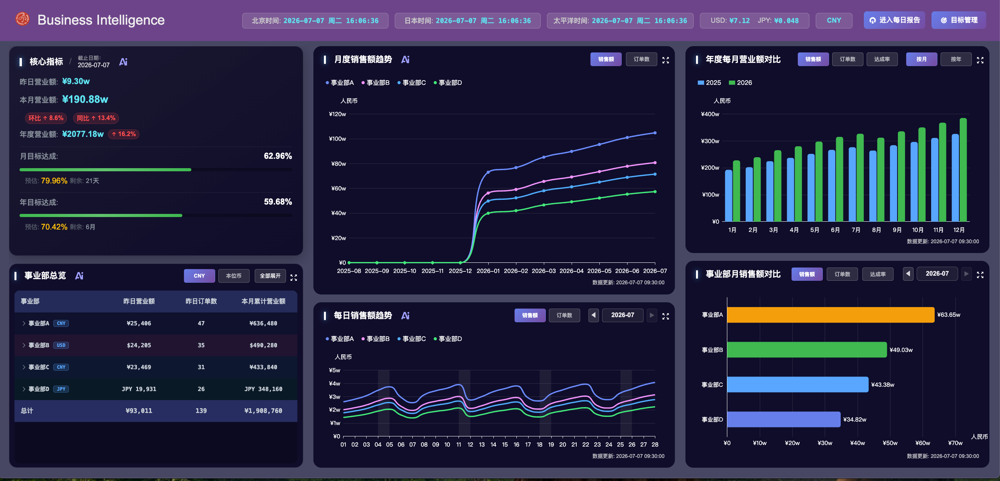 Business Intelligence
北京时间: 2026-07-07 周二 16:06:36
日本时间: 2026-07-07 周二 16:06:36
太平洋时间: 2026-07-07 周二 16:06:36
USD: ¥7.12 JPY: ¥0.048
CNY
进入每日报告
目标管理
核心指标 / 截止日期:
2026-07-07
Ai
昨日营业额: ¥9.30w
本月营业额: ¥190.88w
环比 ↑ 8.6% 同比 ↑ 13.4%
年度营业额: ¥2077.18w ↑ 16.2%
月目标达成: 62.96%
预估: 79.96% 剩余: 21天
年目标达成: 59.68%
预估: 70.42% 剩余: 6月
事业部总览 Ai CNY 本位币 全部展开
事业部 昨日营业额 昨日订单数 本月累计营业额
事业部A CNY ¥25,406 47 ¥636,480
事业部B USD $24,205 35 $490,280
事业部C CNY ¥23,469 31 ¥433,840
事业部D JPY JPY 19,931 26 JPY 348,160
总计 ¥93,011 139 ¥1,908,760
月度销售额趋势 Ai 销售额 订单数
事业部A 事业部B 事业部C 事业部D
人民币
¥120w
¥100w
¥80w
¥60w
¥40w
¥20w
¥0
2025-08 2025-09 2025-10 2025-11 2025-12 2026-01 2026-02 2026-03 2026-04 2026-05 2026-06 2026-07
数据更新: 2026-07-07 09:30:00
每日销售额趋势 Ai 销售额 订单数 ◀ 2026-07 ▶
事业部A 事业部B 事业部C 事业部D
人民币
¥5w
¥4w
¥3w
¥2w
¥1w
¥0
01 02 03 04 05 06 07 08 09 10 11 12 13 14 15 16 17 18 19 20 21 22 23 24 25 26 27 28
数据更新: 2026-07-07 09:30:00
年度每月营业额对比 销售额 订单数 达成率 按月 按年
2025 2026
人民币
¥400w
¥300w
¥200w
¥100w
¥0
1月 2月 3月 4月 5月 6月 7月 8月 9月 10月 11月 12月
数据更新: 2026-07-07 09:30:00
事业部月销售额对比 销售额 订单数 达成率 ◀ 2026-07 ▶
事业部A ¥63.65w
事业部B ¥49.03w
事业部C ¥43.38w
事业部D ¥34.82w
人民币
¥0 ¥10w ¥20w ¥30w ¥40w ¥50w ¥60w ¥70w
数据更新: 2026-07-07 09:30:00